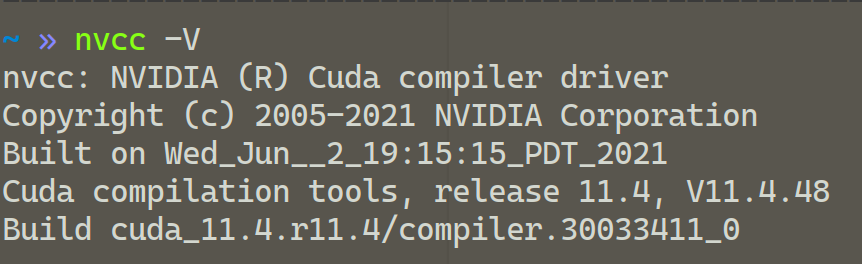 ~ » nvcc -V
nvcc: NVIDIA (R) Cuda compiler driver
Copyright (c) 2005-2021 NVIDIA Corporation
Built on Wed_Jun__2_19:15:15_PDT_2021
Cuda compilation tools, release 11.4, V11.4.48
Build cuda_11.4.r11.4/compiler.30033411_0